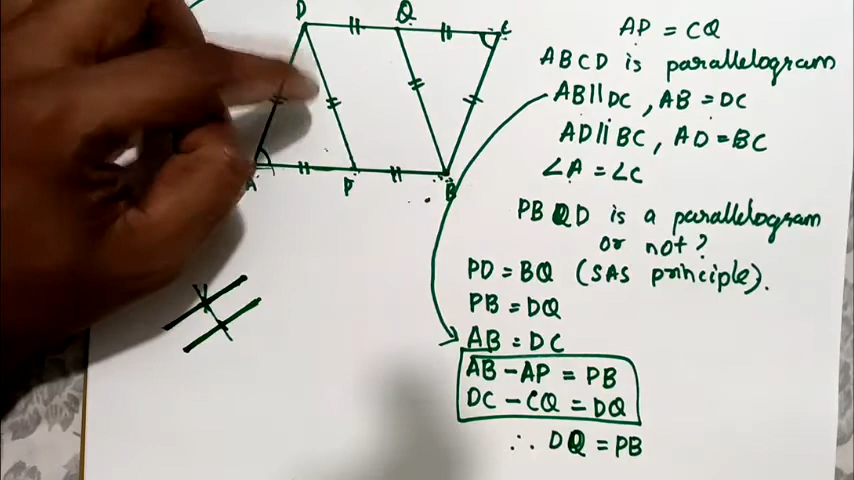 D Q C
A P B
AP = CQ
ABCD is parallelogram
AB||DC, AB = DC
AD||BC, AD = BC
∠A = ∠C
PBQD is a parallelogram
or not?
PD = BQ (SAS principle).
PB = DQ
AB = DC
AB - AP = PB
DC - CQ = DQ
∴ DQ = PB